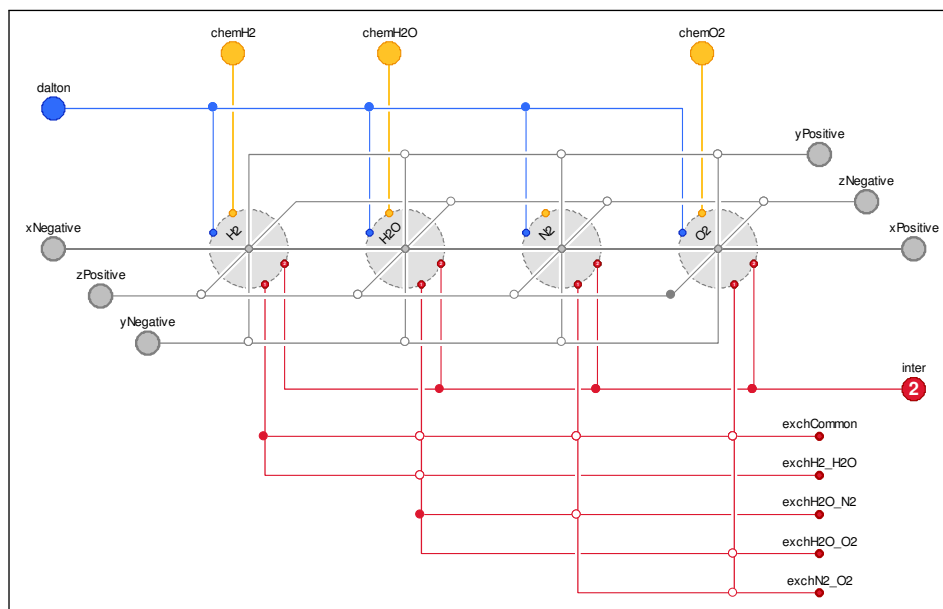 chemH2
chemH2O
chemO2
dalton
yPositive
zNegative
xNegative
H2
H2O
N2
O2
xPositive
zPositive
yNegative
inter
2
exchCommon
exchH2_H2O
exchH2O_N2
exchH2O_O2
exchN2_O2